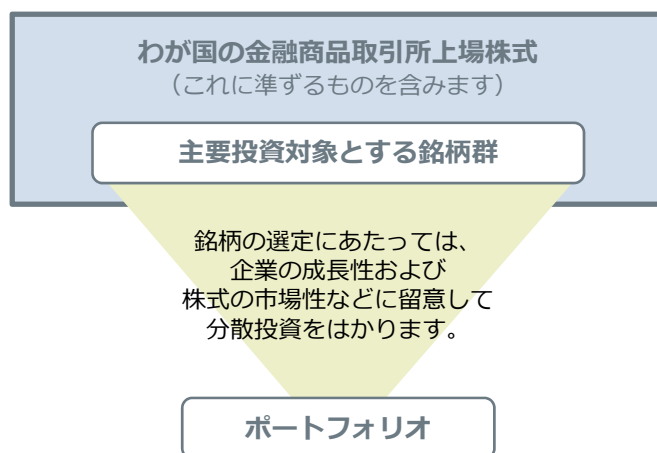 わが国の金融商品取引所上場株式
（これに準ずるものを含みます）
主要投資対象とする銘柄群
銘柄の選定にあたっては、
企業の成長性および
株式の市場性などに留意して
分散投資をはかります。
ポートフォリオ